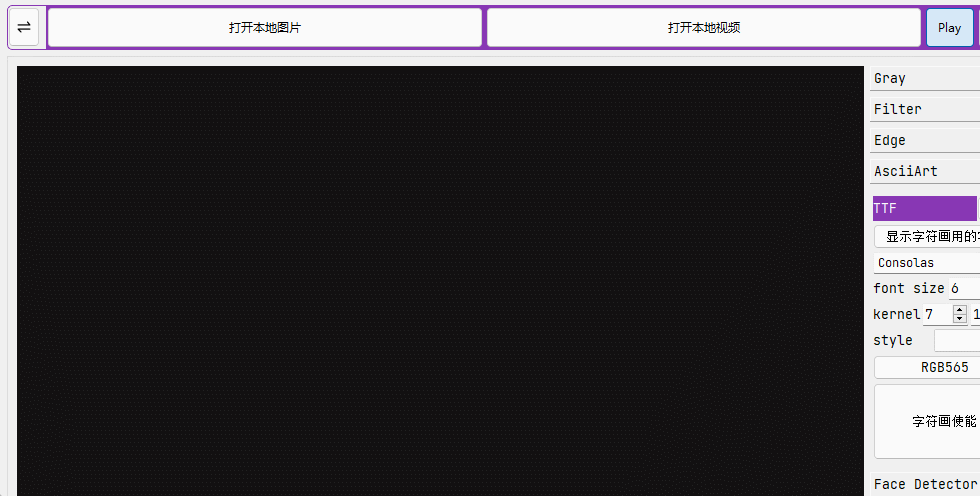 ⇌ 打开本地图片 打开本地视频 Play
Gray
Filter
Edge
AsciiArt
TTF
显示字符画用的
Consolas
font size 6
kernel 7 1
style
RGB565
字符画使能
Face Detector